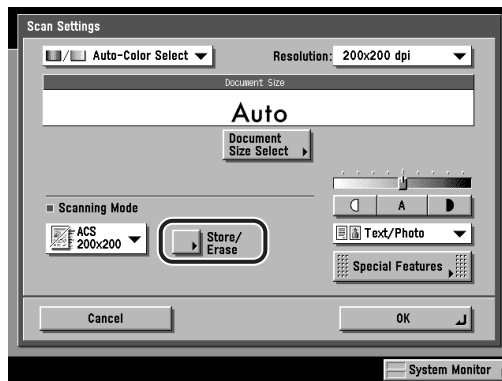 Scan Settings
Auto-Color Select
Resolution: 200x200 dpi
Document Size
Auto
Document
Size Select
Scanning Mode
A
ACS
200x200
Store/
Erase
Text/Photo
Special Features
Cancel
OK
System Monitor